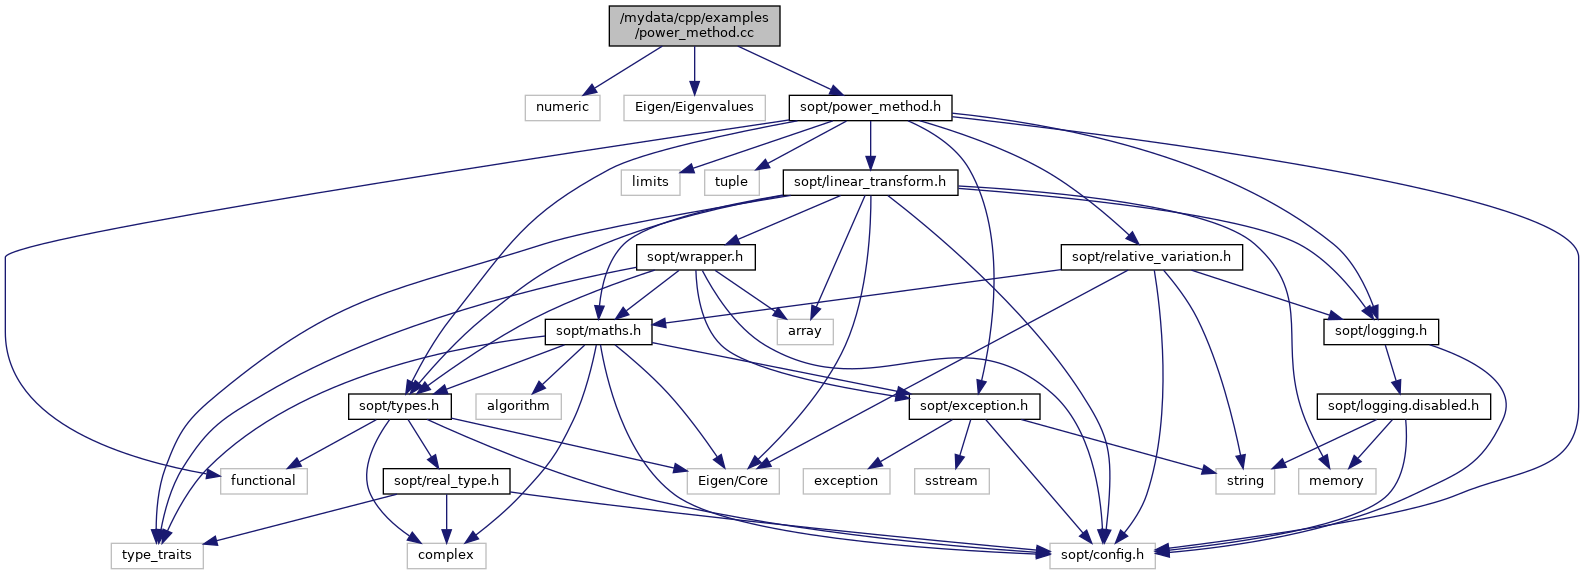 /mydata/cpp/examples
/power_method.cc
numeric
Eigen/Eigenvalues
sopt/power_method.h
limits
tuple
sopt/linear_transform.h
sopt/wrapper.h
sopt/relative_variation.h
sopt/maths.h
array
sopt/logging.h
sopt/types.h
algorithm
sopt/exception.h
sopt/logging.disabled.h
functional
sopt/real_type.h
Eigen/Core
exception
sstream
string
memory
type_traits
complex
sopt/config.h